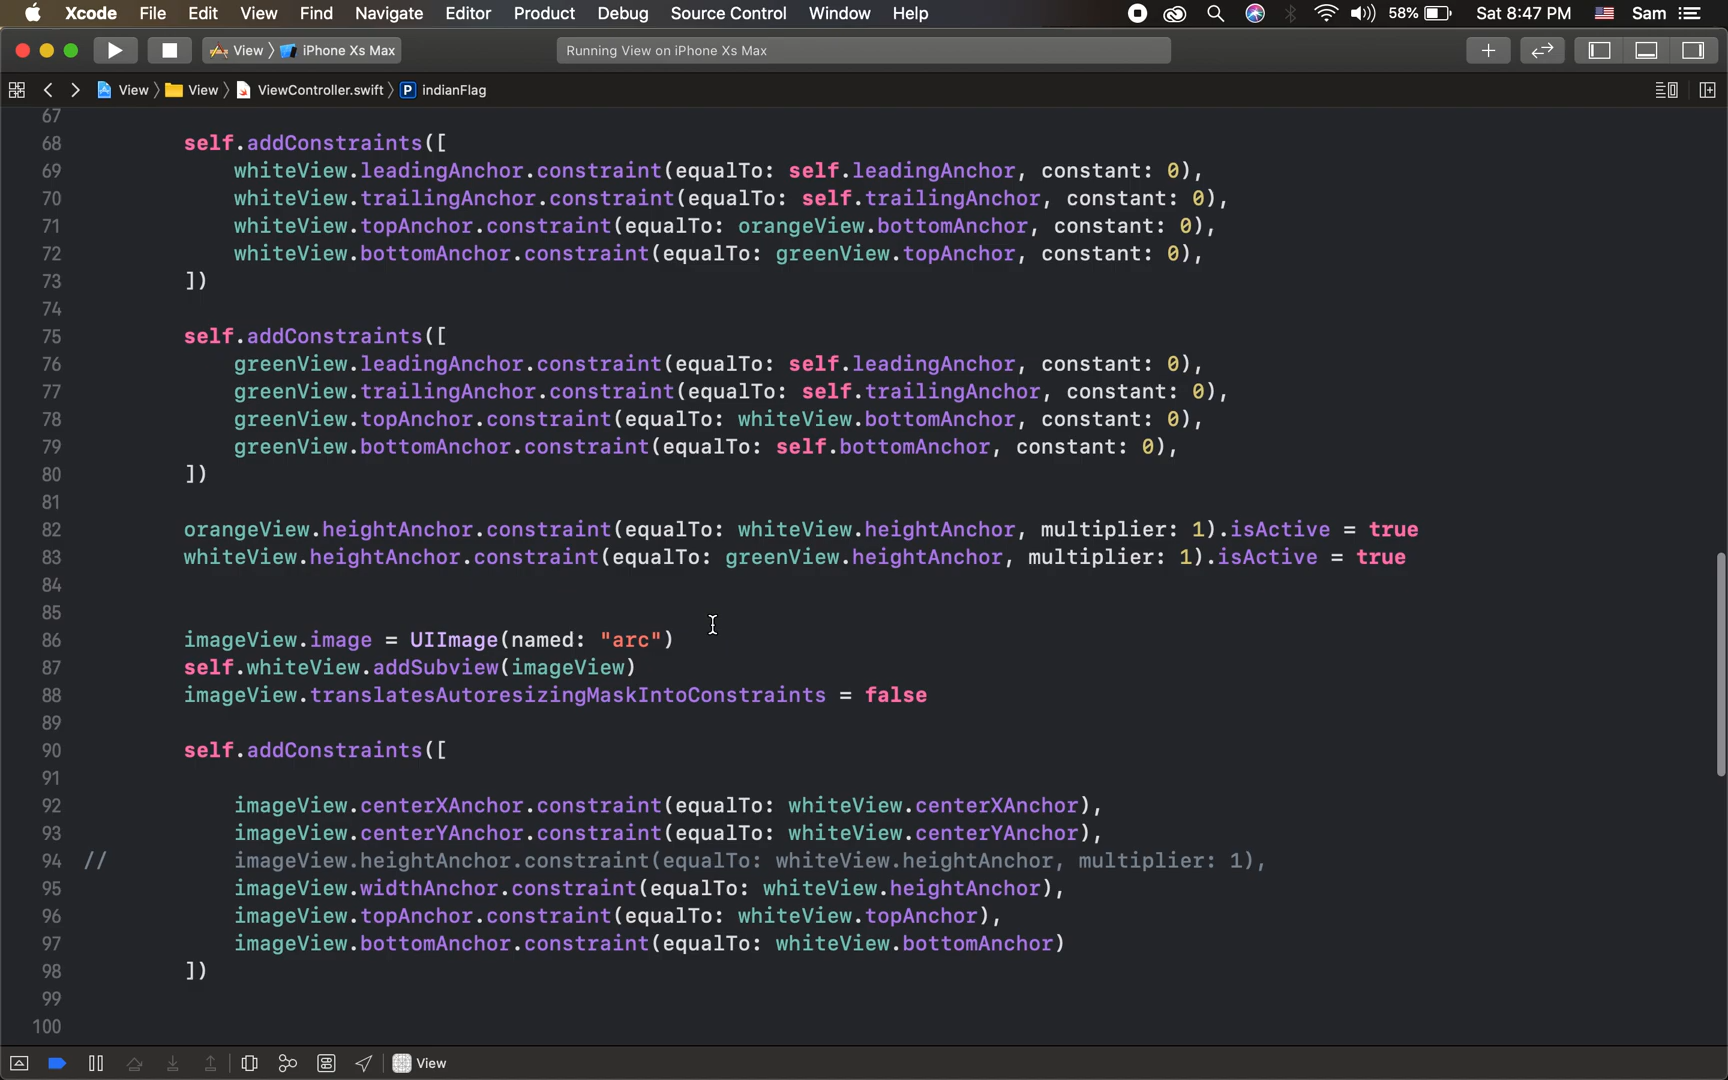 Xcode File Edit View Find Navigate Editor Product Debug Source Control Window Help 58% Sat 8:47 PM Sam
View 〉 iPhone Xs Max Running View on iPhone Xs Max
View 〉 View 〉 ViewController.swift 〉 P indianFlag
67
68 self.addConstraints([
69 whiteView.leadingAnchor.constraint(equalTo: self.leadingAnchor, constant: 0),
70 whiteView.trailingAnchor.constraint(equalTo: self.trailingAnchor, constant: 0),
71 whiteView.topAnchor.constraint(equalTo: orangeView.bottomAnchor, constant: 0),
72 whiteView.bottomAnchor.constraint(equalTo: greenView.topAnchor, constant: 0),
73 ])
74
75 self.addConstraints([
76 greenView.leadingAnchor.constraint(equalTo: self.leadingAnchor, constant: 0),
77 greenView.trailingAnchor.constraint(equalTo: self.trailingAnchor, constant: 0),
78 greenView.topAnchor.constraint(equalTo: whiteView.bottomAnchor, constant: 0),
79 greenView.bottomAnchor.constraint(equalTo: self.bottomAnchor, constant: 0),
80 ])
81
82 orangeView.heightAnchor.constraint(equalTo: whiteView.heightAnchor, multiplier: 1).isActive = true
83 whiteView.heightAnchor.constraint(equalTo: greenView.heightAnchor, multiplier: 1).isActive = true
84
85
86 imageView.image = UIImage(named: "arc")
87 self.whiteView.addSubview(imageView)
88 imageView.translatesAutoresizingMaskIntoConstraints = false
89
90 self.addConstraints([
91
92 imageView.centerXAnchor.constraint(equalTo: whiteView.centerXAnchor),
93 imageView.centerYAnchor.constraint(equalTo: whiteView.centerYAnchor),
94 // imageView.heightAnchor.constraint(equalTo: whiteView.heightAnchor, multiplier: 1),
95 imageView.widthAnchor.constraint(equalTo: whiteView.heightAnchor),
96 imageView.topAnchor.constraint(equalTo: whiteView.topAnchor),
97 imageView.bottomAnchor.constraint(equalTo: whiteView.bottomAnchor)
98 ])
99
100
View